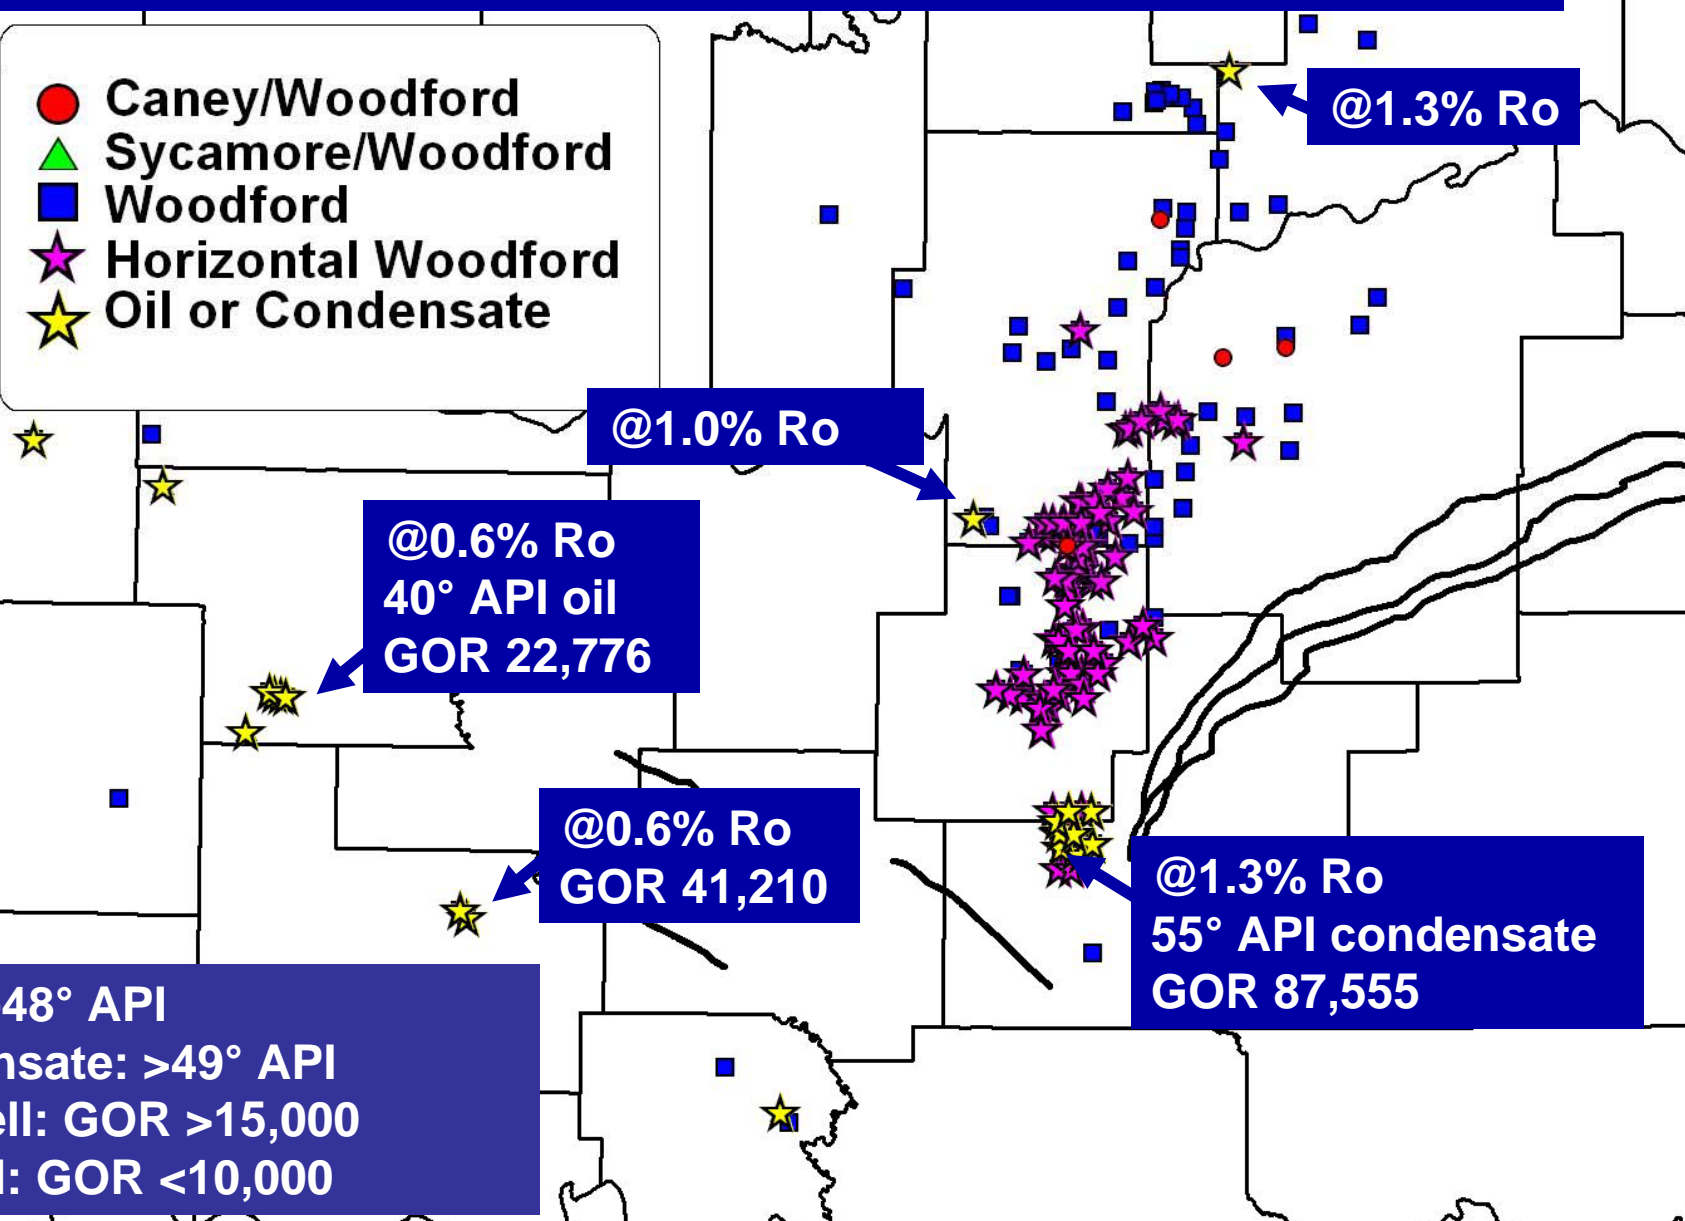 Caney/Woodford
Sycamore/Woodford
Woodford
Horizontal Woodford
Oil or Condensate
@1.3% Ro
@1.0% Ro
@0.6% Ro
40° API oil
GOR 22,776
@0.6% Ro
GOR 41,210
@1.3% Ro
55° API condensate
GOR 87,555
48° API
nsate: >49° API
ell: GOR >15,000
: GOR <10,000